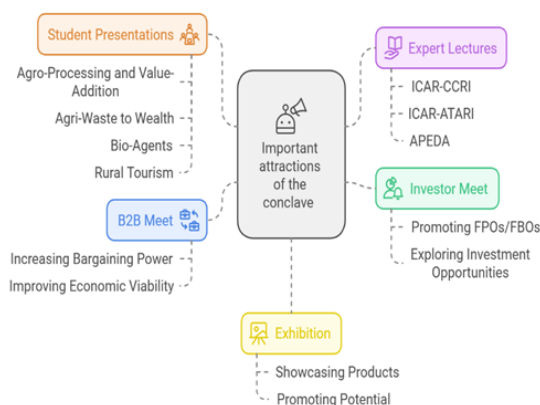 Student Presentations
Agro-Processing and Value-
Addition
Agri-Waste to Wealth
Bio-Agents
Rural Tourism
B2B Meet
Increasing Bargaining Power
Improving Economic Viability
Important
attractions
of the
conclave
Expert Lectures
ICAR-CCRI
ICAR-ATARI
APEDA
Investor Meet
Promoting FPOs/FBOs
Exploring Investment
Opportunities
Exhibition
Showcasing Products
Promoting Potential